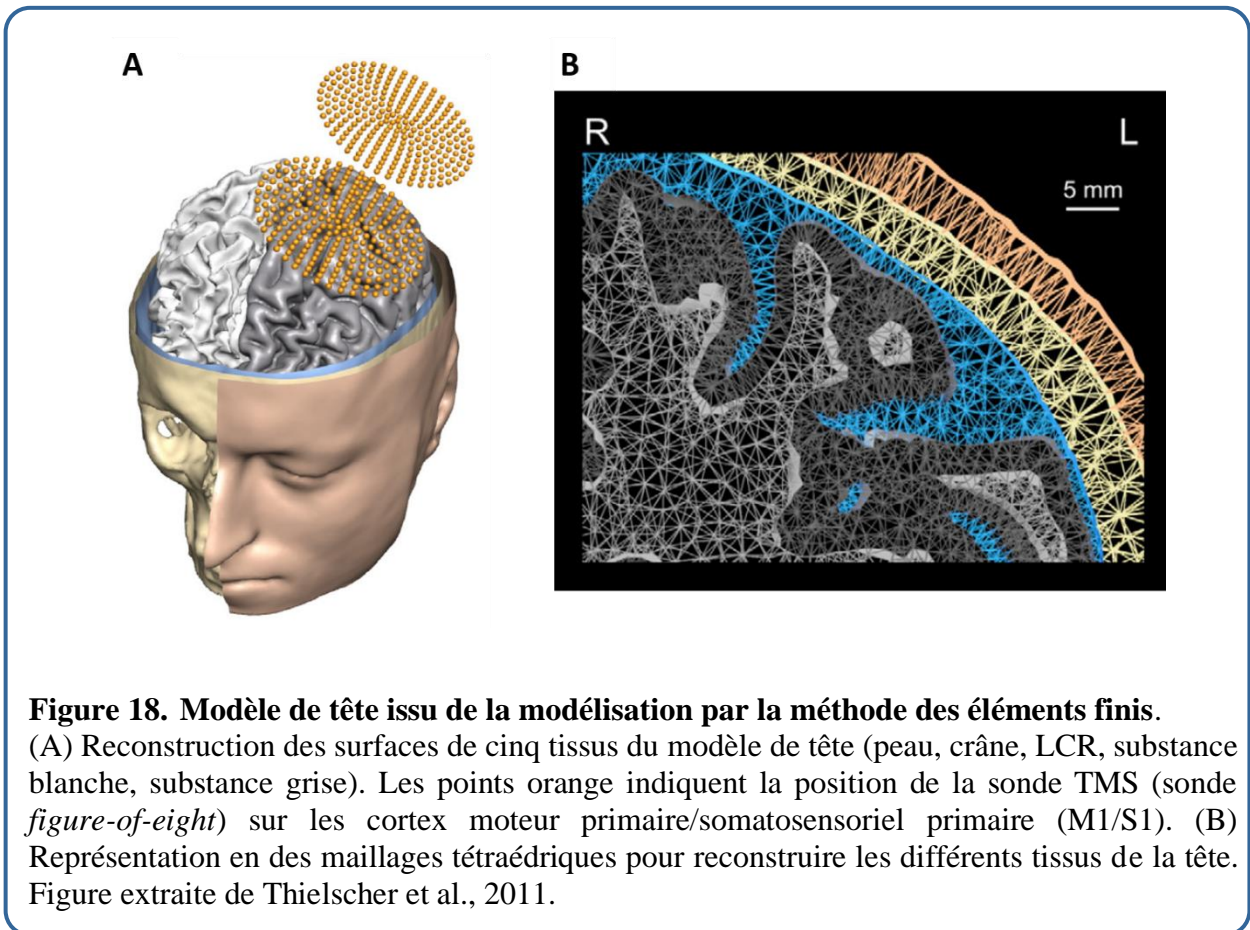 A
B
R
L
5 mm
Figure 18. Modèle de tête issu de la modélisation par la méthode des éléments finis.
(A) Reconstruction des surfaces de cinq tissus du modèle de tête (peau, crâne, LCR, substance
blanche, substance grise). Les points orange indiquent la position de la sonde TMS (sonde
figure-of-eight) sur les cortex moteur primaire/somatosensoriel primaire (M1/S1). (B)
Représentation en des maillages tétraédriques pour reconstruire les différents tissus de la tête.
Figure extraite de Thielscher et al., 2011.